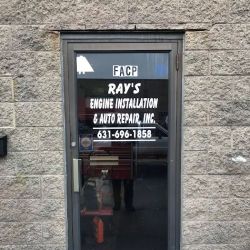 FACP
RAY'S
ENGINE INSTALLATION
& AUTO REPAIR, INC.
631-696-1858